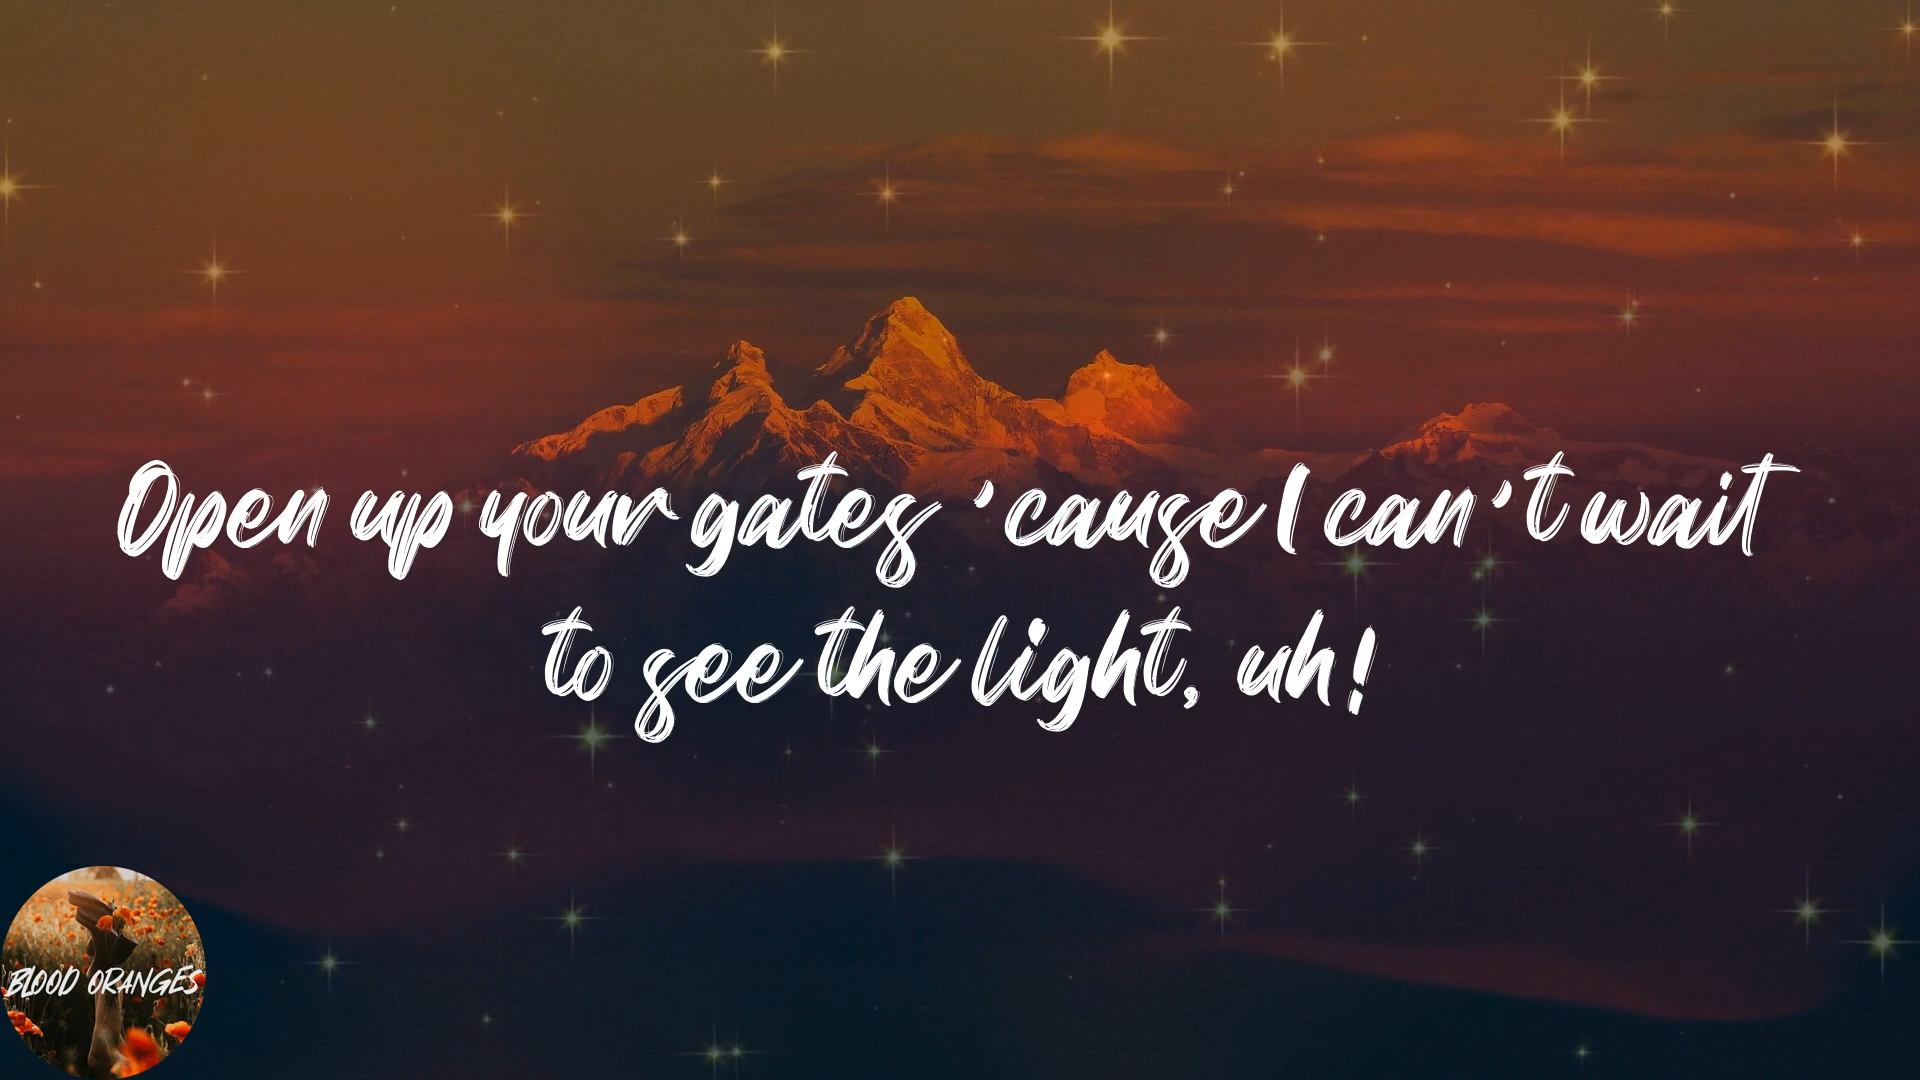 Open up your gates 'cause I can't wait
to see the light, uh!
BLOOD ORANGES